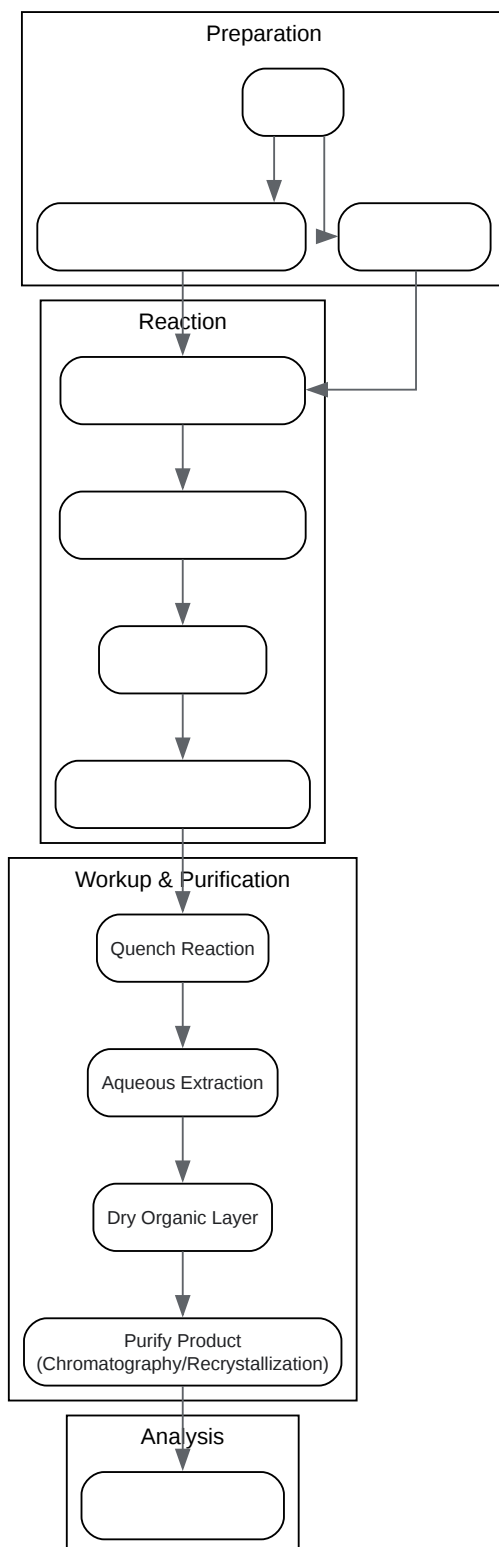 Preparation
Reaction
Workup & Purification
Quench Reaction
Aqueous Extraction
Dry Organic Layer
Purify Product
(Chromatography/Recrystallization)
Analysis